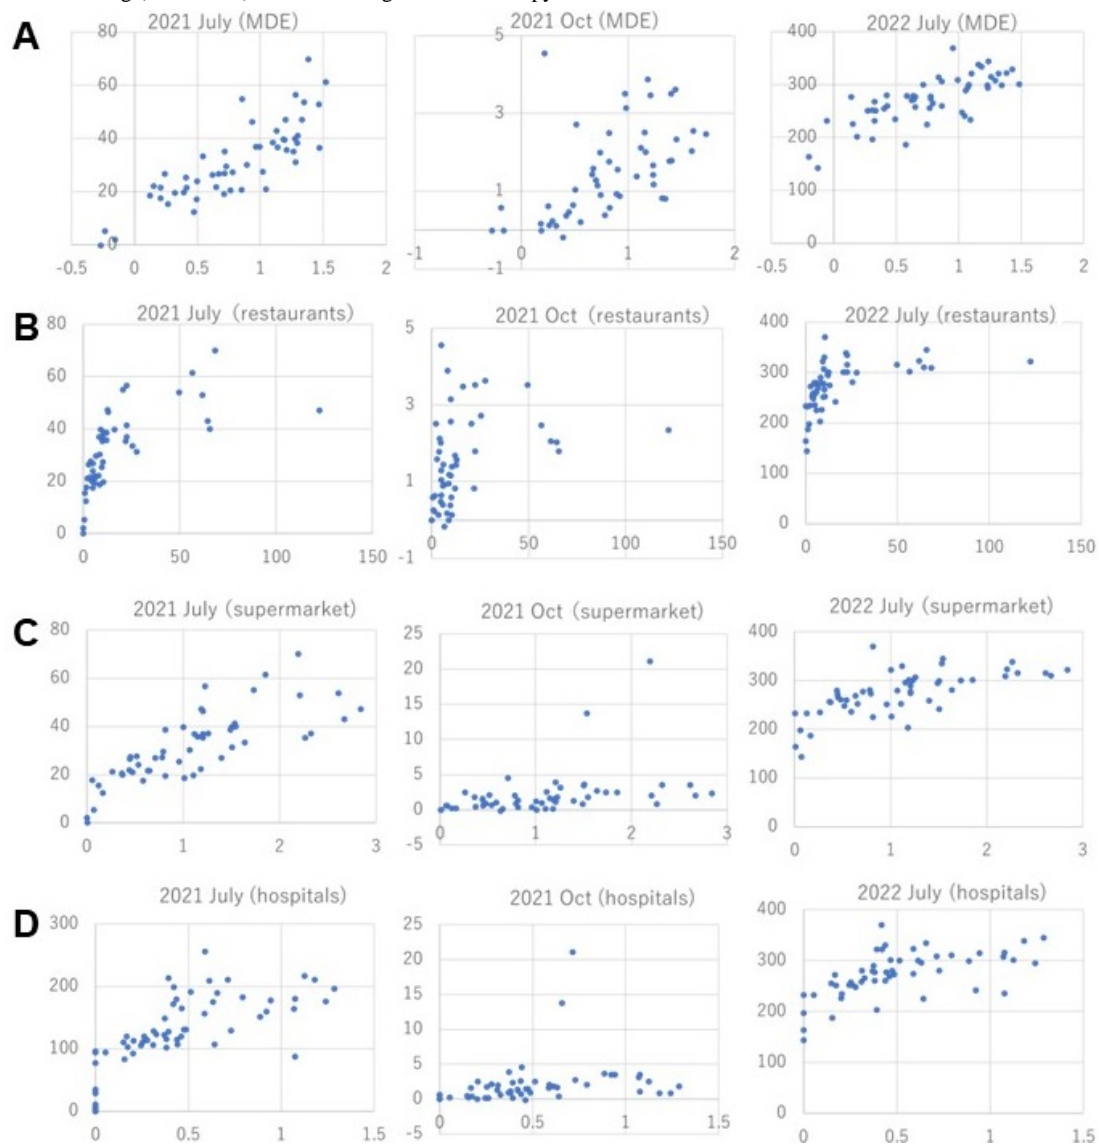 A
2021 July (MDE)
80
60
40
20
0
-0.5 0 0.5 1 1.5 2
2021 Oct (MDE)
5
3
1
-1
-1 0 1 2
2022 July (MDE)
400
300
200
100
0
-0.5 0 0.5 1 1.5 2
B
2021 July (restaurants)
80
60
40
20
0
0 50 100 150
2021 Oct (restaurants)
5
3
1
-1
0 50 100 150
2022 July (restaurants)
400
300
200
100
0
0 50 100 150
C
2021 July (supermarket)
80
60
40
20
0
0 1 2 3
2021 Oct (supermarket)
25
20
15
10
5
0
-5
0 1 2 3
2022 July (supermarket)
400
300
200
100
0
0 1 2 3
D
2021 July (hospitals)
300
200
100
0
0 0.5 1 1.5
2021 Oct (hospitals)
25
20
15
10
5
0
-5
0 0.5 1 1.5
2022 July (hospitals)
400
300
200
100
0
0 0.5 1 1.5